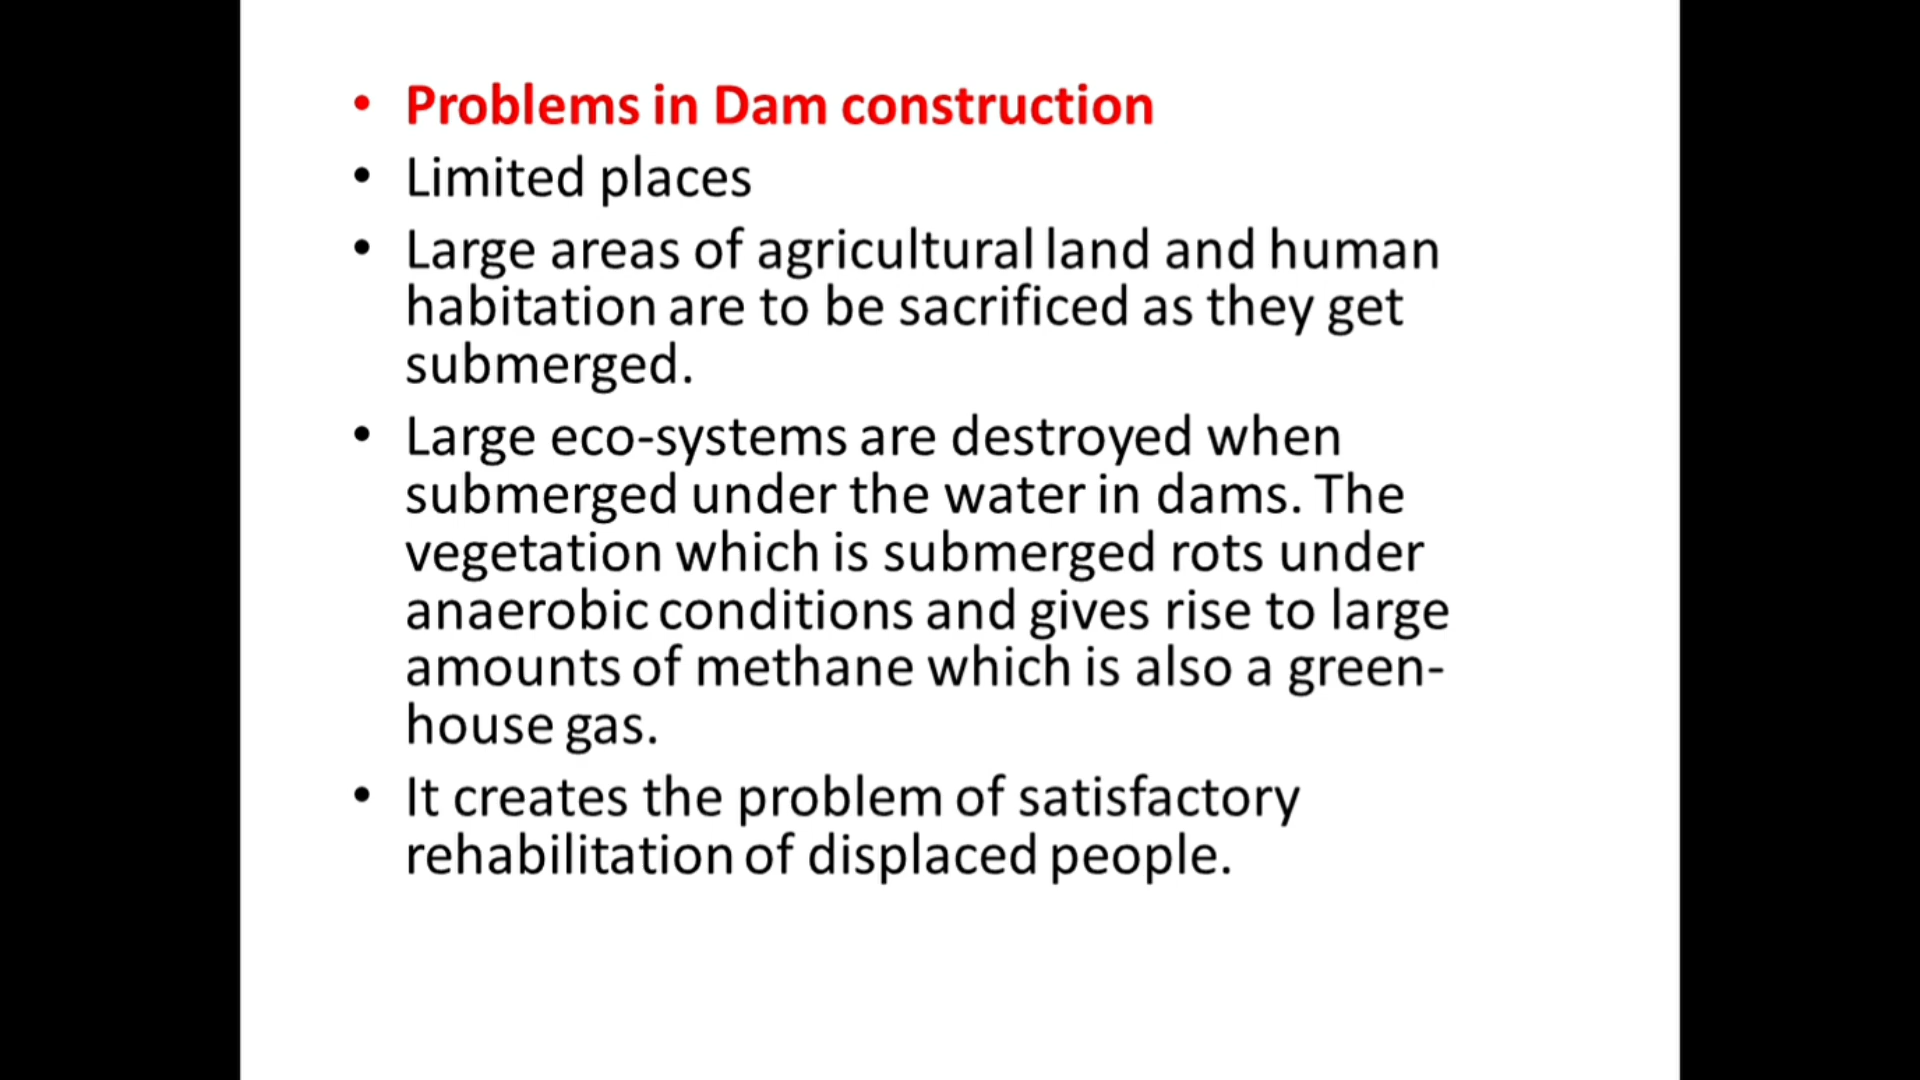 • Problems in Dam construction
• Limited places
• Large areas of agricultural land and human
habitation are to be sacrificed as they get
submerged.
• Large eco-systems are destroyed when
submerged under the water in dams. The
vegetation which is submerged rots under
anaerobic conditions and gives rise to large
amounts of methane which is also a green-
house gas.
• It creates the problem of satisfactory
rehabilitation of displaced people.